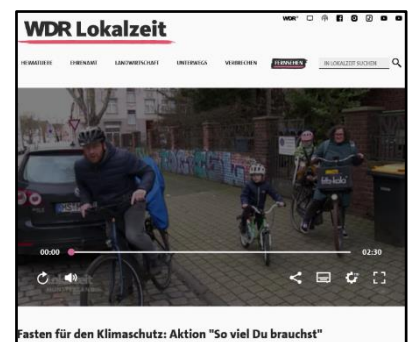 WDR Lokalzeit
WDR
HEIMATLIEBE EHRENAMT LANDWIRTSCHAFT UNTERWEGS VERBRECHEN FERNSEHEN IN LOKALZEIT SUCHEN
00:00 02:30
Fasten für den Klimaschutz: Aktion "So viel Du brauchst"